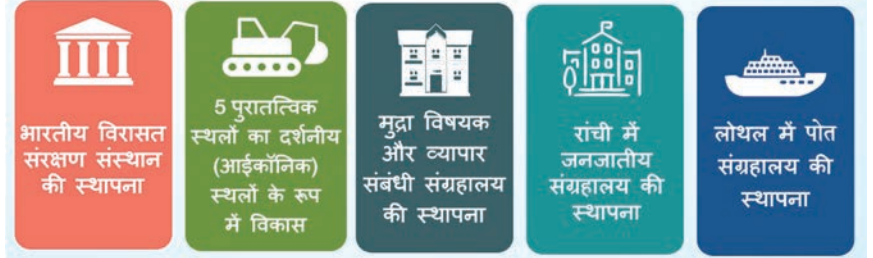 भारतीय विरासत
संरक्षण संस्थान
की स्थापना
5 पुरातत्विक
स्थलों का दर्शनीय
(आईकॉनिक)
स्थलों के रूप
में विकास
मुद्रा विषयक
और व्यापार
संबंधी संग्रहालय
की स्थापना
रांची में
जनजातीय
संग्रहालय की
स्थापना
लोथल में पोत
संग्रहालय की
स्थापना